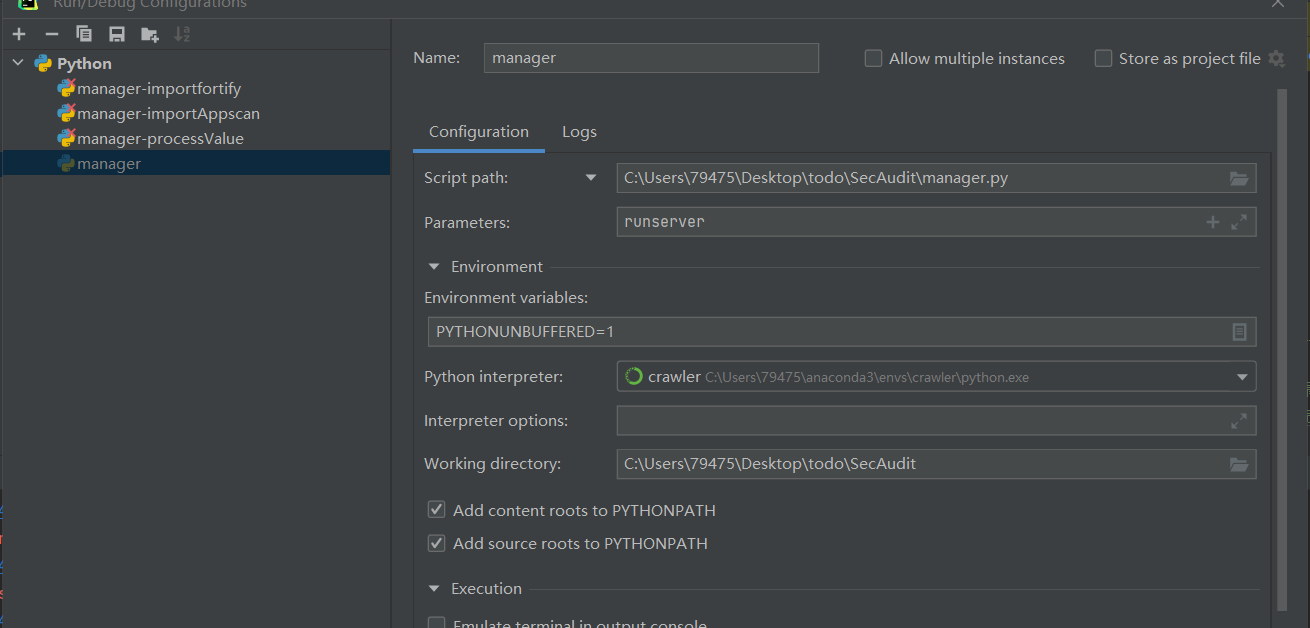 Run/Debug Configurations
Python
manager-importfortify
manager-importAppscan
manager-processValue
manager
Name:
manager
Allow multiple instances
Store as project file
Configuration
Logs
Script path:
C:\Users\79475\Desktop\todo\SecAudit\manager.py
Parameters:
runserver
Environment
Environment variables:
PYTHONUNBUFFERED=1
Python interpreter:
crawler C:\Users\79475\anaconda3\envs\crawler\python.exe
Interpreter options:
Working directory:
C:\Users\79475\Desktop\todo\SecAudit
Add content roots to PYTHONPATH
Add source roots to PYTHONPATH
Execution
Emulate terminal in output console